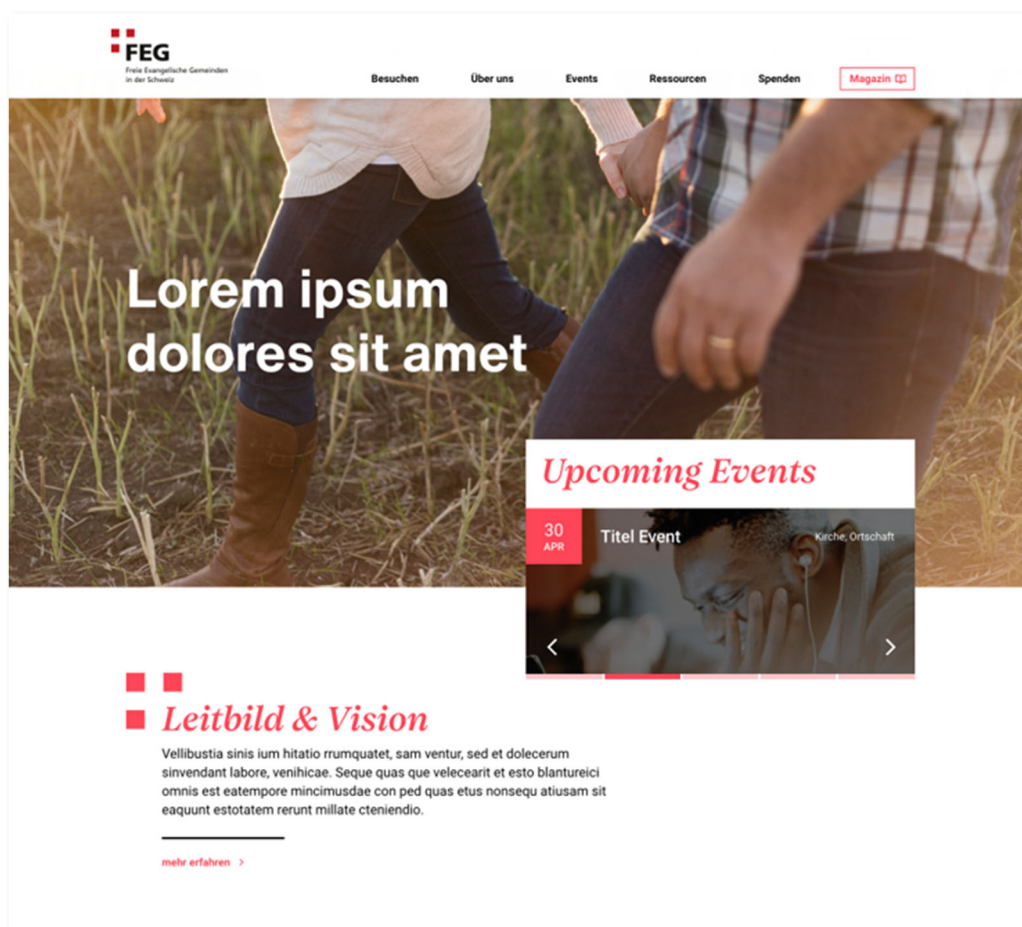 FEG
Freie Evangelische Gemeinden
in der Schweiz
Besuchen
Über uns
Events
Ressourcen
Spenden
Magazin
Lorem ipsum
dolores sit amet
Upcoming Events
30
APR
Titel Event
Kirche, Ortschaft
Leitbild & Vision
Vellibustia sinis ium hitatio rrumquatet, sam ventur, sed et dolecerum
sinvendant labore, venihicae. Seque quas que velecearit et esto blantureici
omnis est eatempore mincimusdae con ped quas etus nonsequ atiusam sit
eaquunt estotatem rerunt millate cteniendio.
mehr erfahren